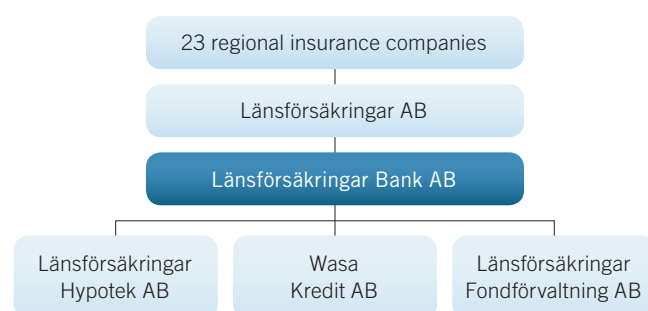 23 regional insurance companies
Länsförsäkringar AB
Länsförsäkringar Bank AB
Länsförsäkringar
Hypotek AB
Wasa
Kredit AB
Länsförsäkringar
Fondförvaltning AB